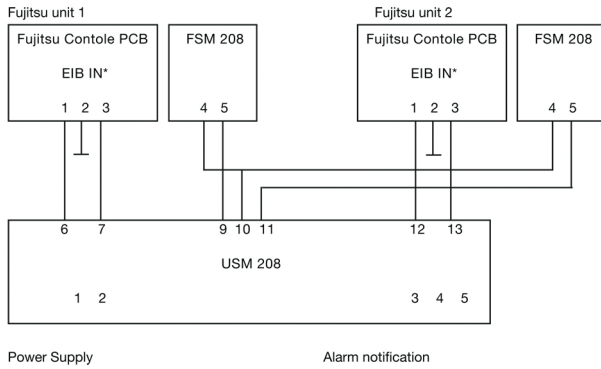 Fujitsu unit 1 Fujitsu unit 2
Fujitsu Contole PCB FSM 208 Fujitsu Contole PCB FSM 208
EIB IN* EIB IN*
1 2 3 4 5 1 2 3 4 5
6 7 9 10 11 12 13
USM 208
1 2 3 4 5
Power Supply Alarm notification